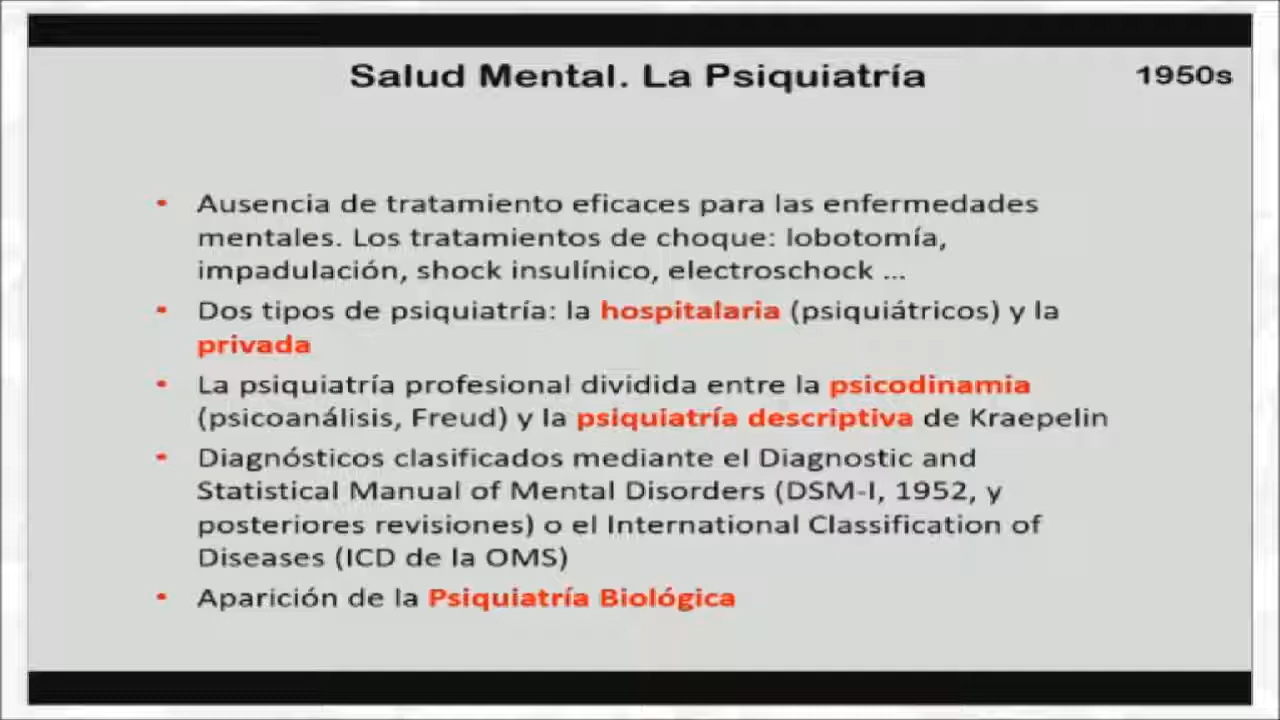 Salud Mental. La Psiquiatría
1950s
• Ausencia de tratamiento eficaces para las enfermedades
mentales. Los tratamientos de choque: lobotomía,
impadulación, shock insulínico, electroschock ...
• Dos tipos de psiquiatría: la hospitalaria (psiquiátricos) y la
privada
• La psiquiatría profesional dividida entre la psicodinamia
(psicoanálisis, Freud) y la psiquiatría descriptiva de Kraepelin
• Diagnósticos clasificados mediante el Diagnostic and
Statistical Manual of Mental Disorders (DSM-I, 1952, y
posteriores revisiones) o el International Classification of
Diseases (ICD de la OMS)
• Aparición de la Psiquiatría Biológica